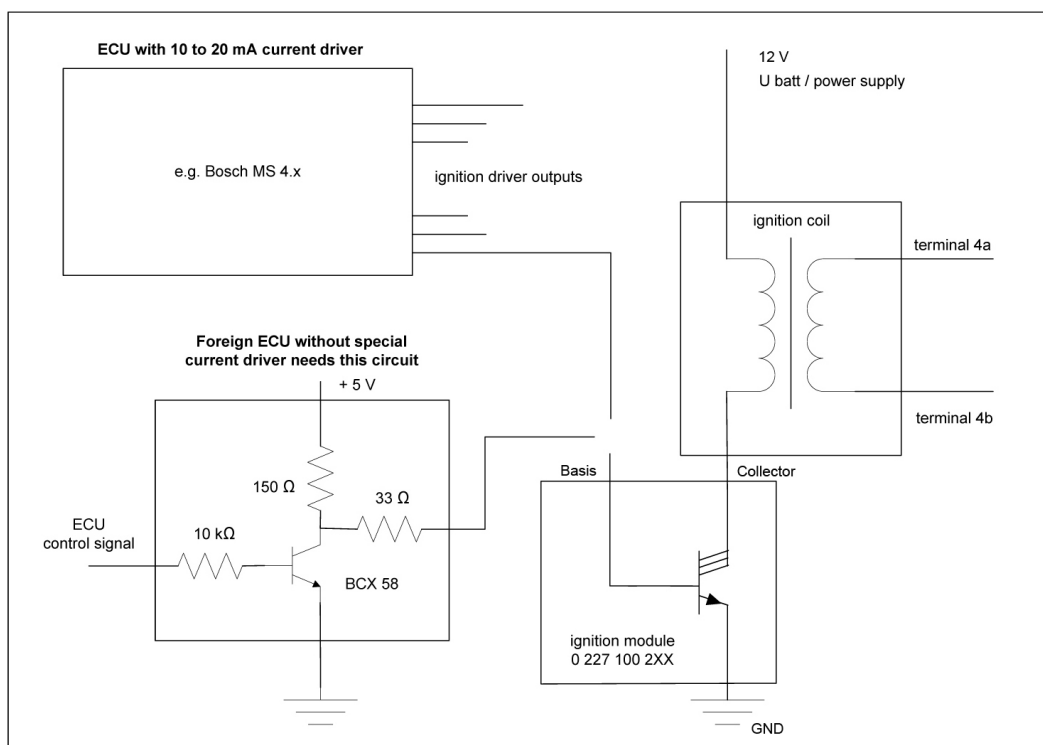 ECU with 10 to 20 mA current driver
e.g. Bosch MS 4.x
ignition driver outputs
12 V
U batt / power supply
ignition coil
terminal 4a
terminal 4b
Foreign ECU without special
current driver needs this circuit
+ 5 V
150 Ω
33 Ω
ECU
control signal
10 kΩ
BCX 58
Basis
Collector
ignition module
0 227 100 2XX
GND